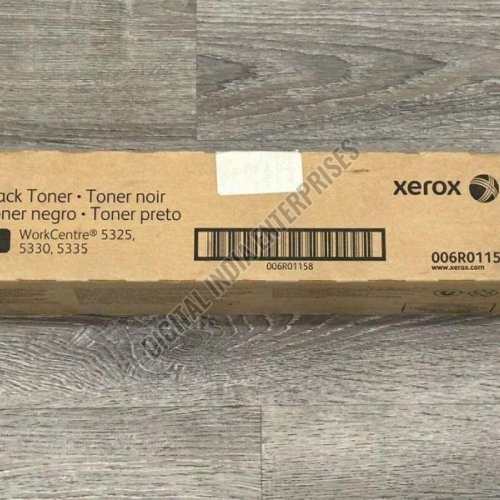 ack Toner • Toner noir
oner negro • Toner preto
WorkCentre® 5325,
5330, 5335
006R01158
xerox
006R0115
www.xerox.com
DIGITAL INDIA ENTERPRISES